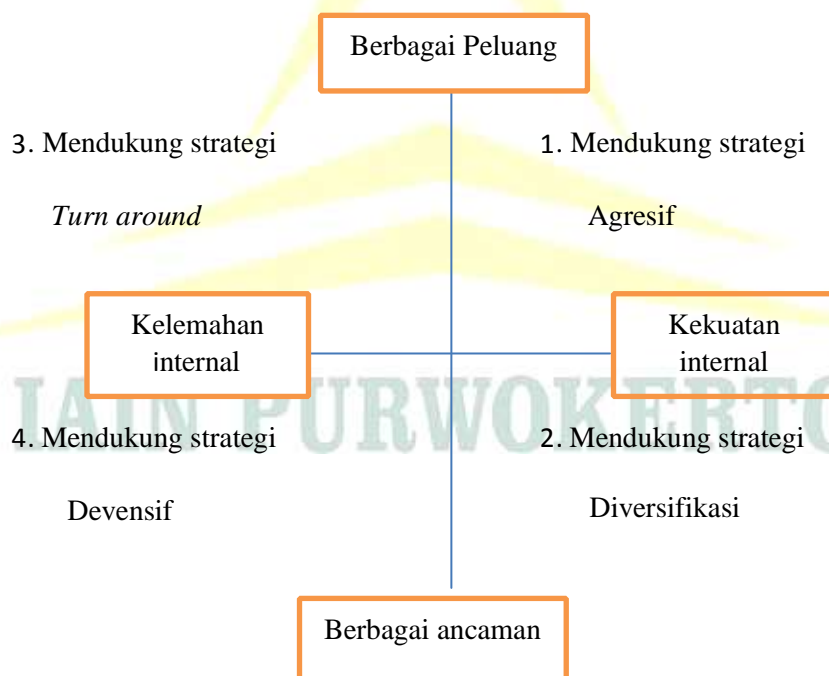 Berbagai Peluang
3. Mendukung strategi
Turn around
1. Mendukung strategi
Agresif
Kelemahan
internal
Kekuatan
internal
IAIN PURWOKERTO
4. Mendukung strategi
Devensif
2. Mendukung strategi
Diversifikasi
Berbagai ancaman